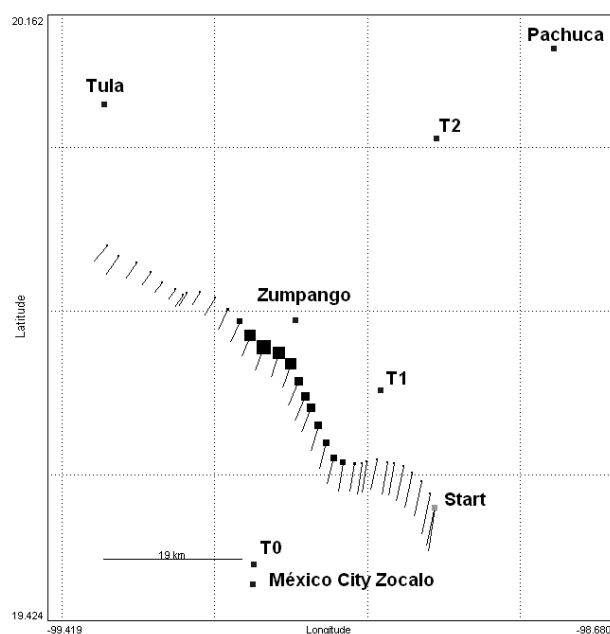 20.162
Pachuca
Tula
T2
Zumpango
Latitude
T1
Start
19 km
T0
México City Zocalo
19.424
-99.419
Longitude
-98.680